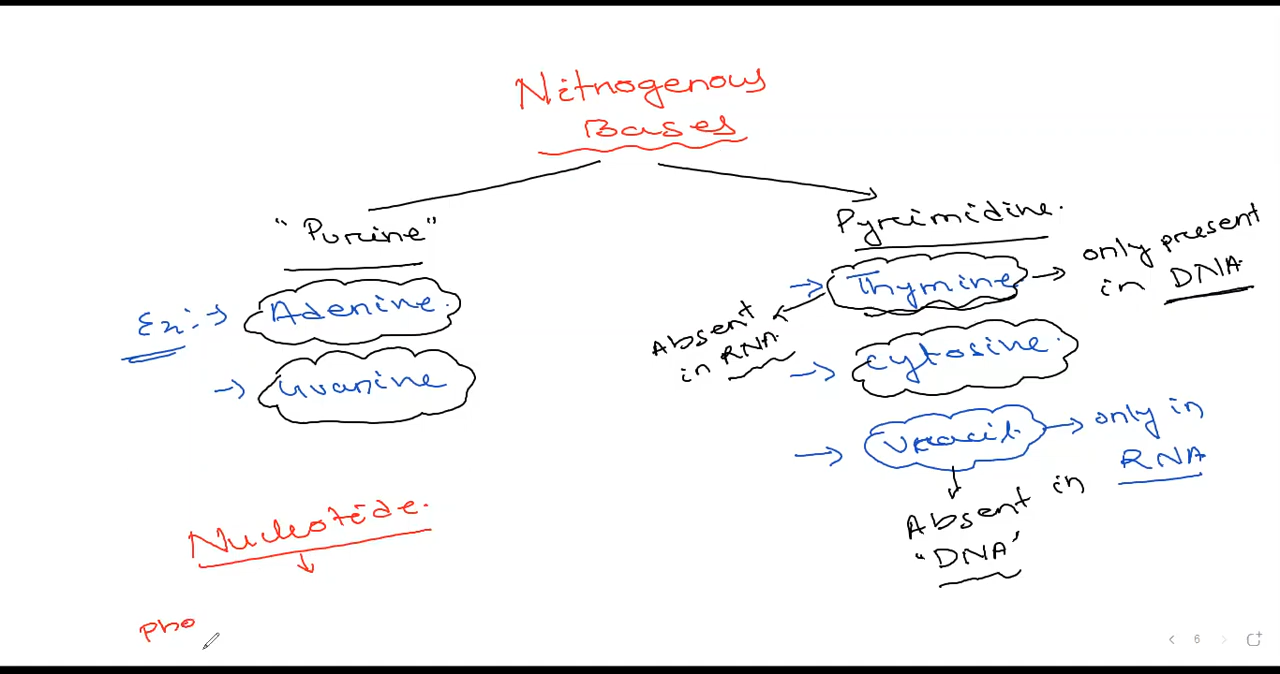 Nitrogenous
Bases
"Purine"
Pyrimidine.
Ex:→ Adenine.
→ Guanine
→ Thymine → only present
in DNA.
Absent
in RNA.
→ cytosine.
→ Uracil. → only in
RNA
Absent in
"DNA"
Nucleotide.
pho
6